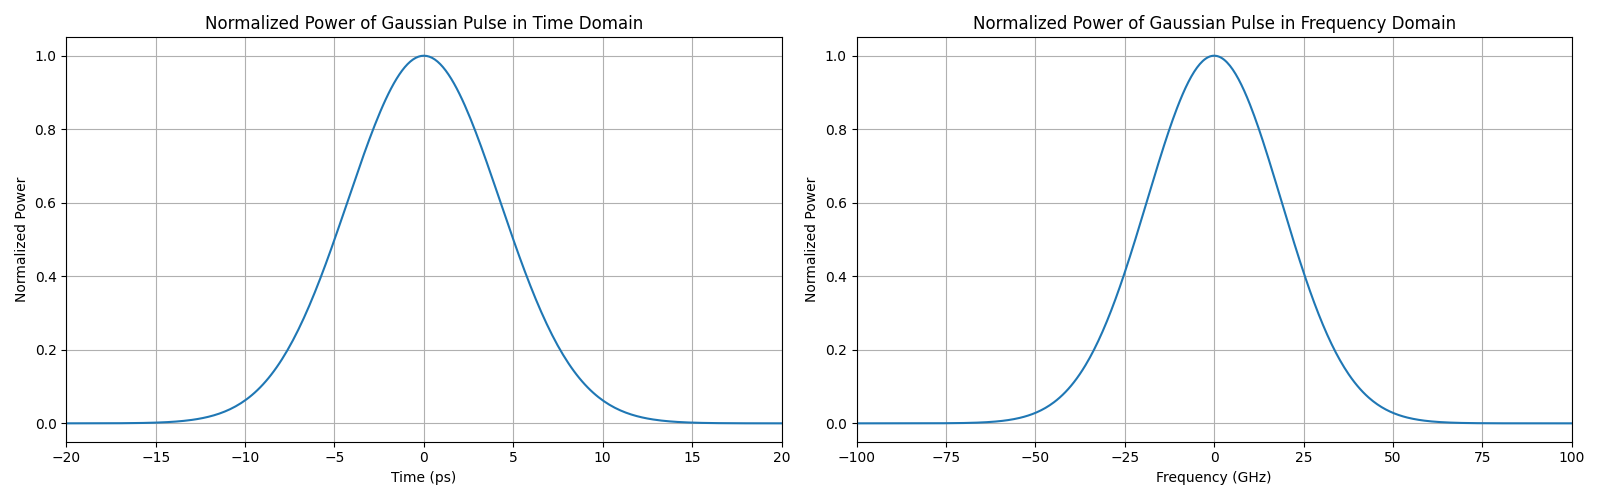 Normalized Power of Gaussian Pulse in Time Domain
Normalized Power
1.0
0.8
0.6
0.4
0.2
0.0
−20 −15 −10 −5 0 5 10 15 20
Time (ps)
Normalized Power of Gaussian Pulse in Frequency Domain
Normalized Power
1.0
0.8
0.6
0.4
0.2
0.0
−100 −75 −50 −25 0 25 50 75 100
Frequency (GHz)